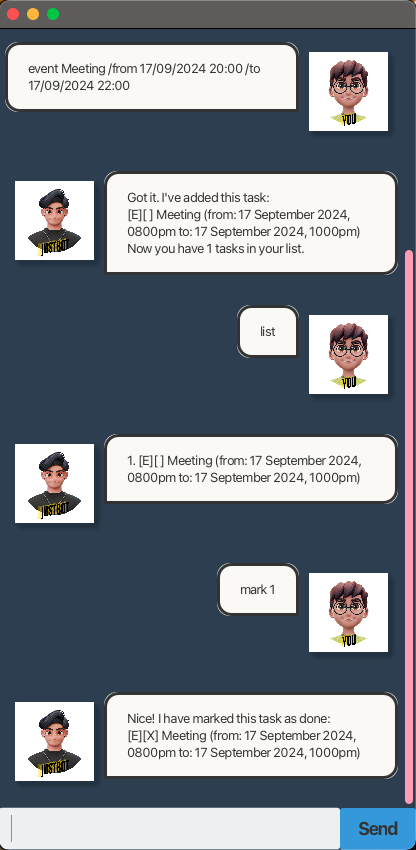 event Meeting /from 17/09/2024 20:00 /to
17/09/2024 22:00
YOU
Got it. I've added this task:
[E][ ] Meeting (from: 17 September 2024,
0800pm to: 17 September 2024, 1000pm)
Now you have 1 tasks in your list.
JUSTBOT
list
YOU
1. [E][ ] Meeting (from: 17 September 2024,
0800pm to: 17 September 2024, 1000pm)
JUSTBOT
mark 1
YOU
Nice! I have marked this task as done:
[E][X] Meeting (from: 17 September 2024,
0800pm to: 17 September 2024, 1000pm)
JUSTBOT
Send